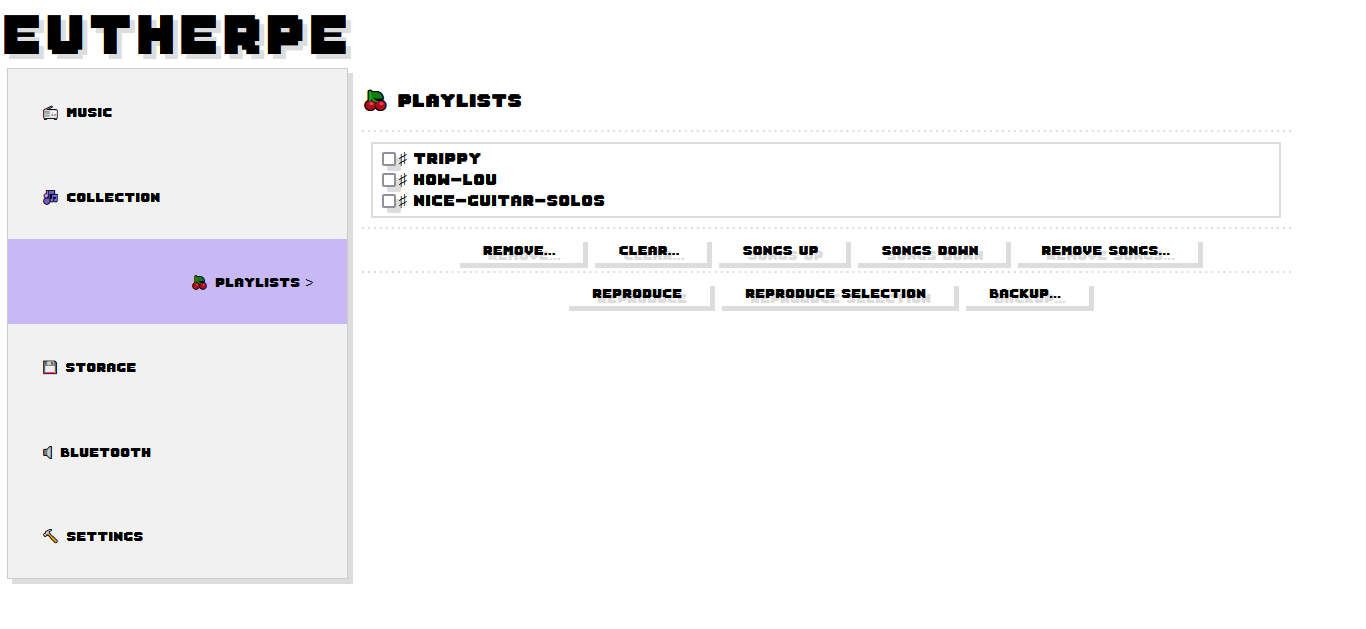 EUTHERPE
MUSIC
COLLECTION
PLAYLISTS >
STORAGE
BLUETOOTH
SETTINGS
PLAYLISTS
♯ TRIPPY
♯ HOW-LOU
♯ NICE-GUITAR-SOLOS
REMOVE... CLEAR... SONGS UP SONGS DOWN REMOVE SONGS...
REPRODUCE REPRODUCE SELECTION BACKUP...